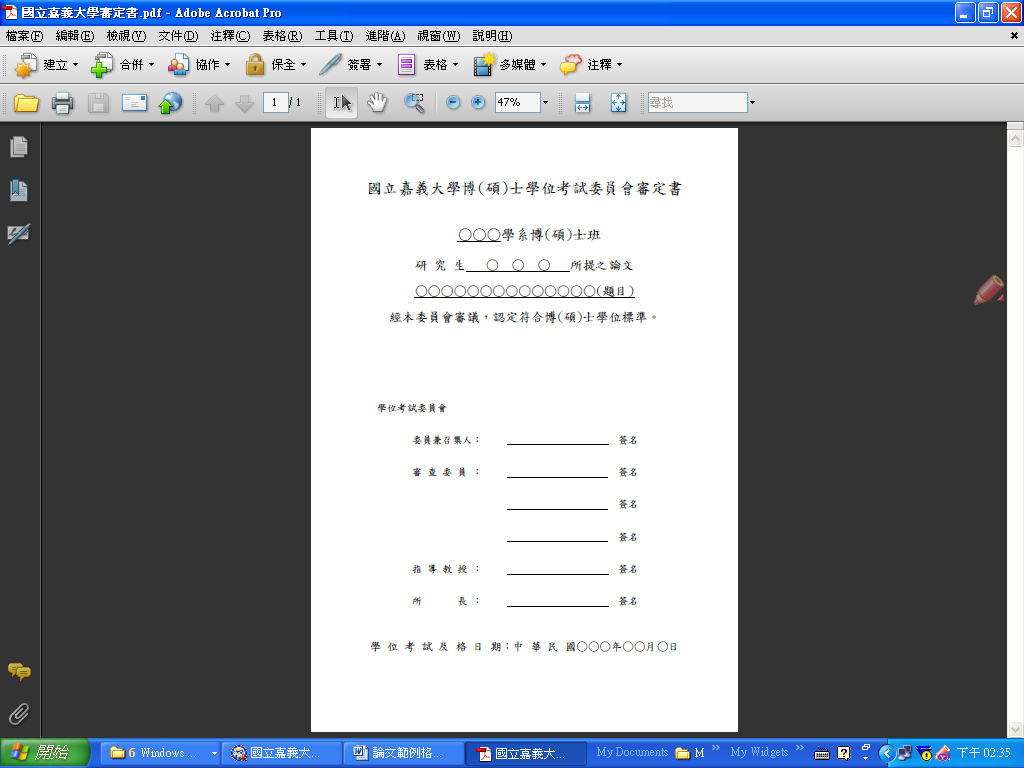 國立嘉義大學審定書.pdf - Adobe Acrobat Pro
檔案(F) 編輯(E) 檢視(V) 文件(D) 注釋(C) 表格(R) 工具(T) 進階(A) 視窗(W) 說明(H)
建立 合併 協作 保全 簽署 表格 多媒體 注釋
1 / 1 47% 尋找
國立嘉義大學博(碩)士學位考試委員會審定書
○○○學系博(碩)士班
研 究 生 ○ ○ ○ 所提之論文
○○○○○○○○○○○○○○(題目)
經本委員會審議，認定符合博(碩)士學位標準。
學位考試委員會
委員兼召集人： 簽名
審 查 委 員 ： 簽名
簽名
簽名
指 導 教 授 ： 簽名
所 長 ： 簽名
學 位 考 試 及 格 日 期：中 華 民 國○○○年○○月○日
開始 6 Windows ... 國立嘉義大... 論文範例格... 國立嘉義大... My Documents M » My Widgets » 下午 02:35